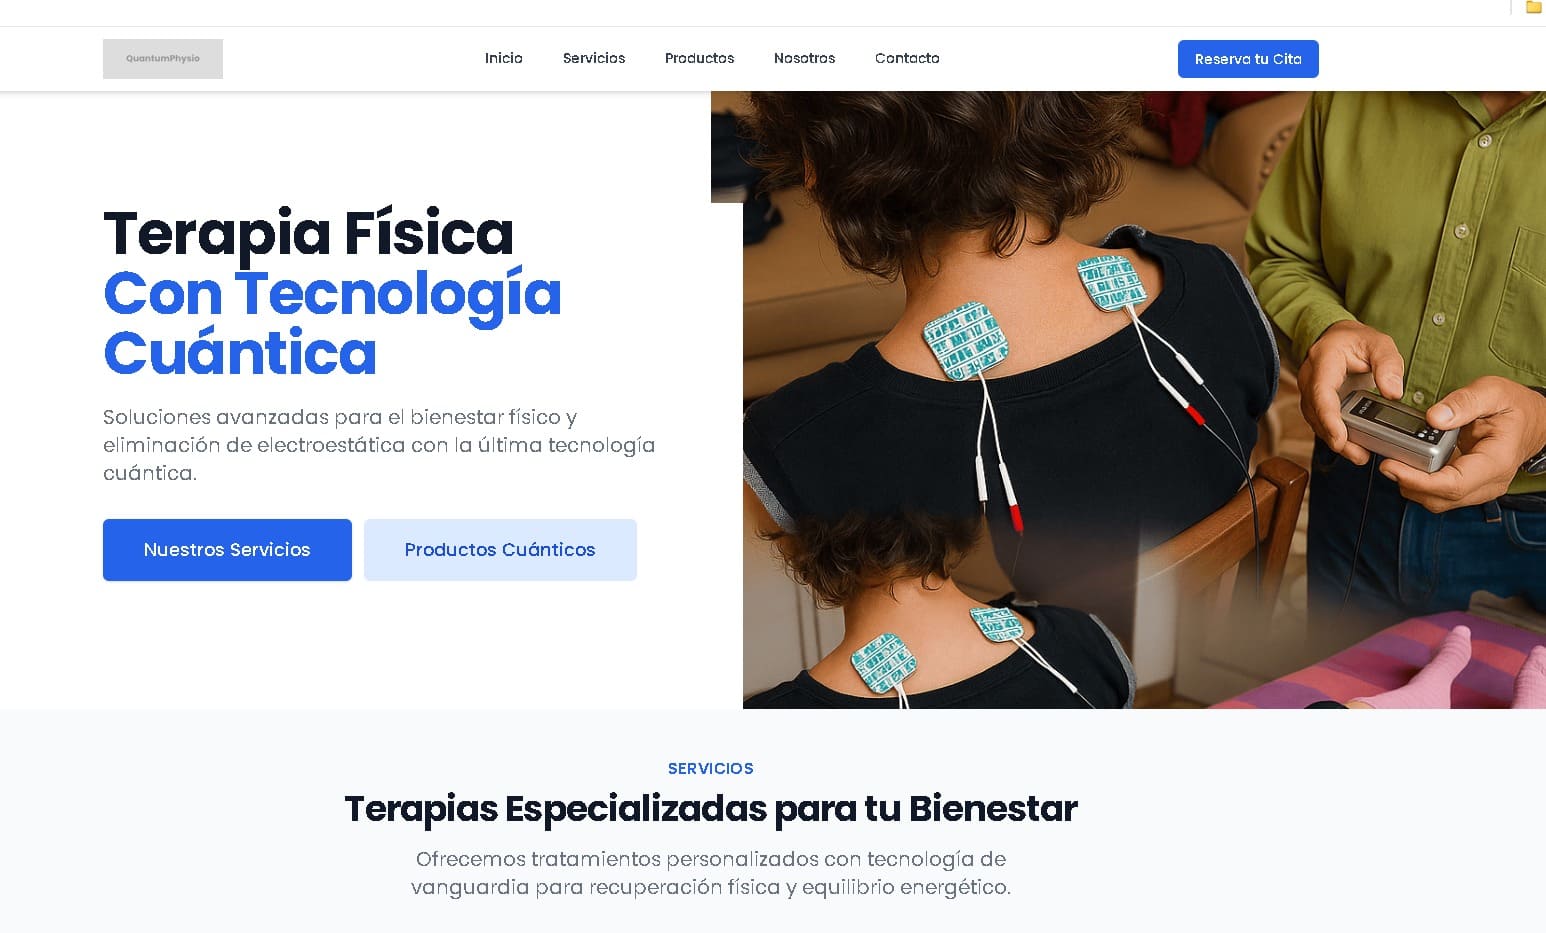 QuantumPhysio
Inicio
Servicios
Productos
Nosotros
Contacto
Reserva tu Cita
Terapia Física
Con Tecnología
Cuántica
Soluciones avanzadas para el bienestar físico y
eliminación de electroestática con la última tecnología
cuántica.
Nuestros Servicios
Productos Cuánticos
SERVICIOS
Terapias Especializadas para tu Bienestar
Ofrecemos tratamientos personalizados con tecnología de
vanguardia para recuperación física y equilibrio energético.